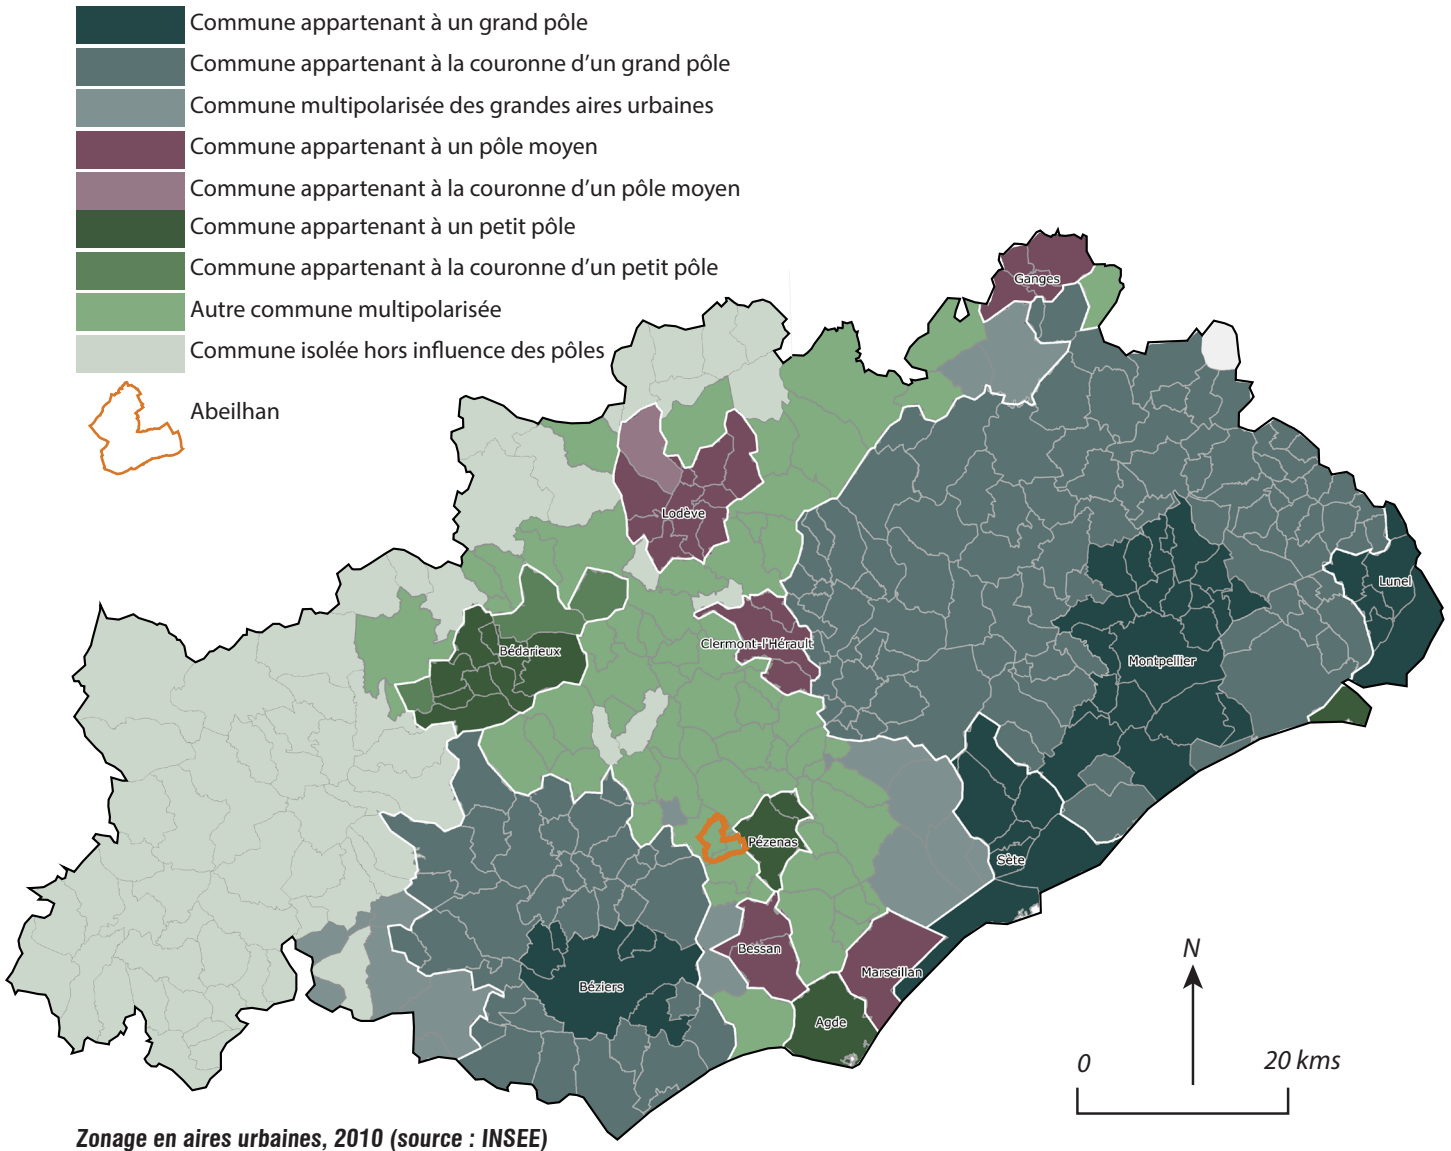 Commune appartenant à un grand pôle
Commune appartenant à la couronne d'un grand pôle
Commune multipolarisée des grandes aires urbaines
Commune appartenant à un pôle moyen
Commune appartenant à la couronne d'un pôle moyen
Commune appartenant à un petit pôle
Commune appartenant à la couronne d'un petit pôle
Autre commune multipolarisée
Commune isolée hors influence des pôles
Abeilhan
Ganges
Lodève
Lunel
Clermont-l'Hérault
Bédarieux
Montpellier
Pézenas
Sète
Bessan
Marseillan
Béziers
Agde
N
0 20 kms
Zonage en aires urbaines, 2010 (source : INSEE)